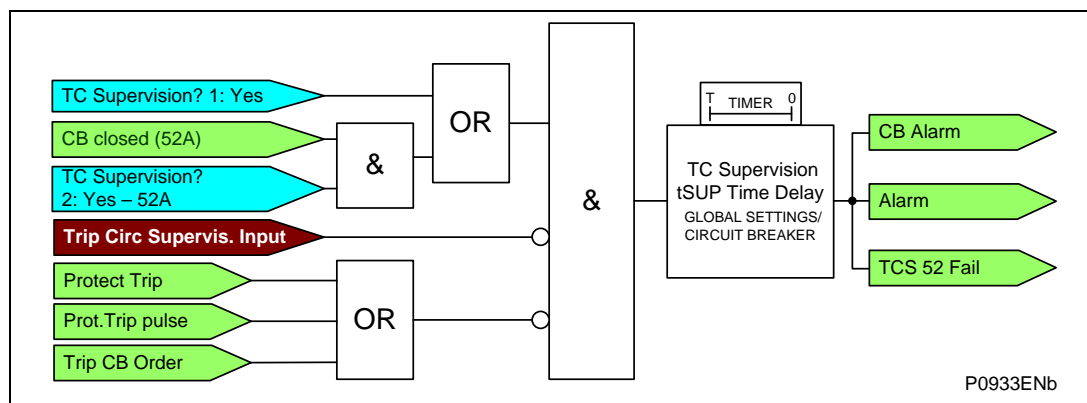 TC Supervision? 1: Yes
CB closed (52A)
TC Supervision?
2: Yes – 52A
Trip Circ Supervis. Input
Protect Trip
Prot.Trip pulse
Trip CB Order
&
OR
OR
&
T TIMER 0
TC Supervision
tSUP Time Delay
GLOBAL SETTINGS/
CIRCUIT BREAKER
CB Alarm
Alarm
TCS 52 Fail
P0933ENb